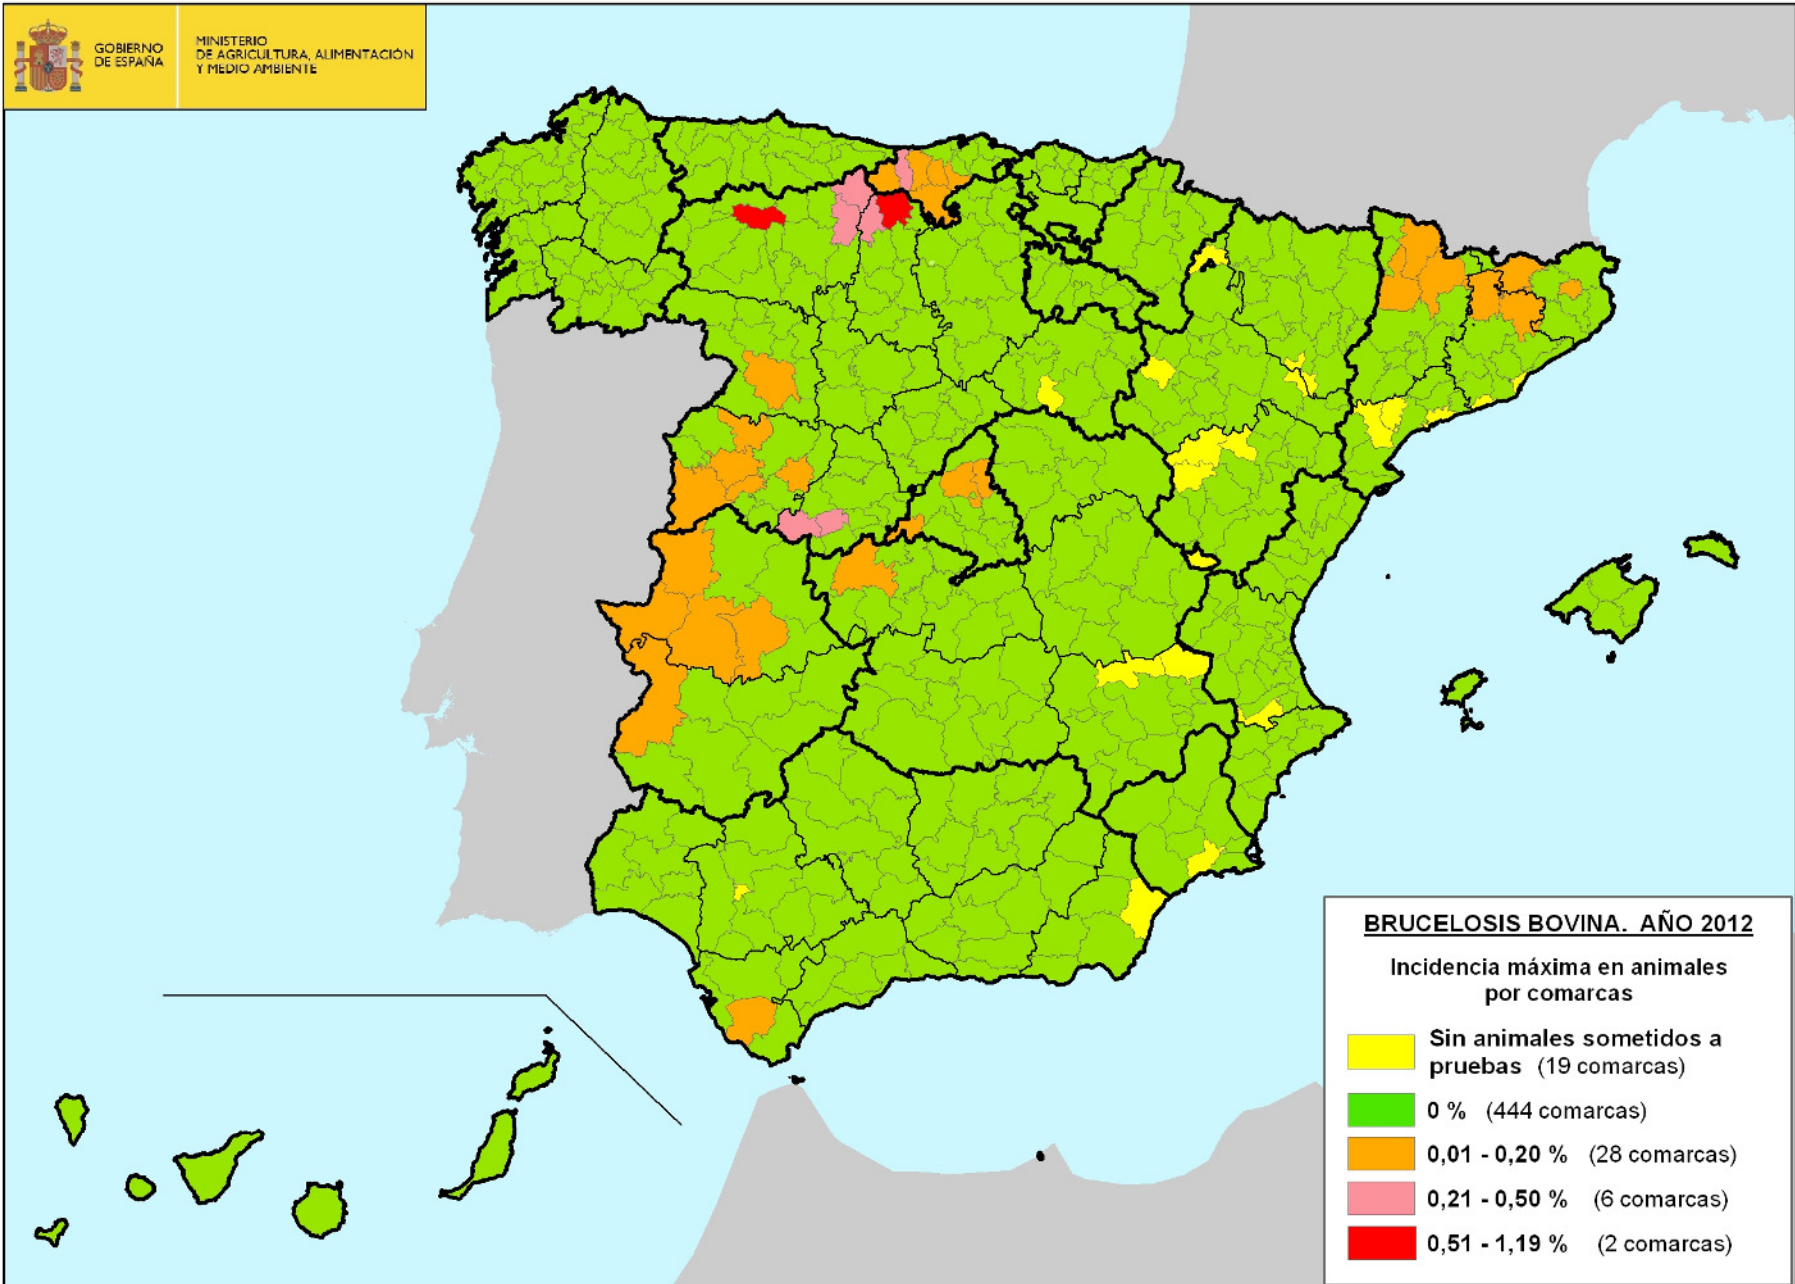 GOBIERNO
DE ESPAÑA
MINISTERIO
DE AGRICULTURA, ALIMENTACIÓN
Y MEDIO AMBIENTE
BRUCELOSIS BOVINA. AÑO 2012
Incidencia máxima en animales
por comarcas
Sin animales sometidos a
pruebas (19 comarcas)
0 % (444 comarcas)
0,01 - 0,20 % (28 comarcas)
0,21 - 0,50 % (6 comarcas)
0,51 - 1,19 % (2 comarcas)